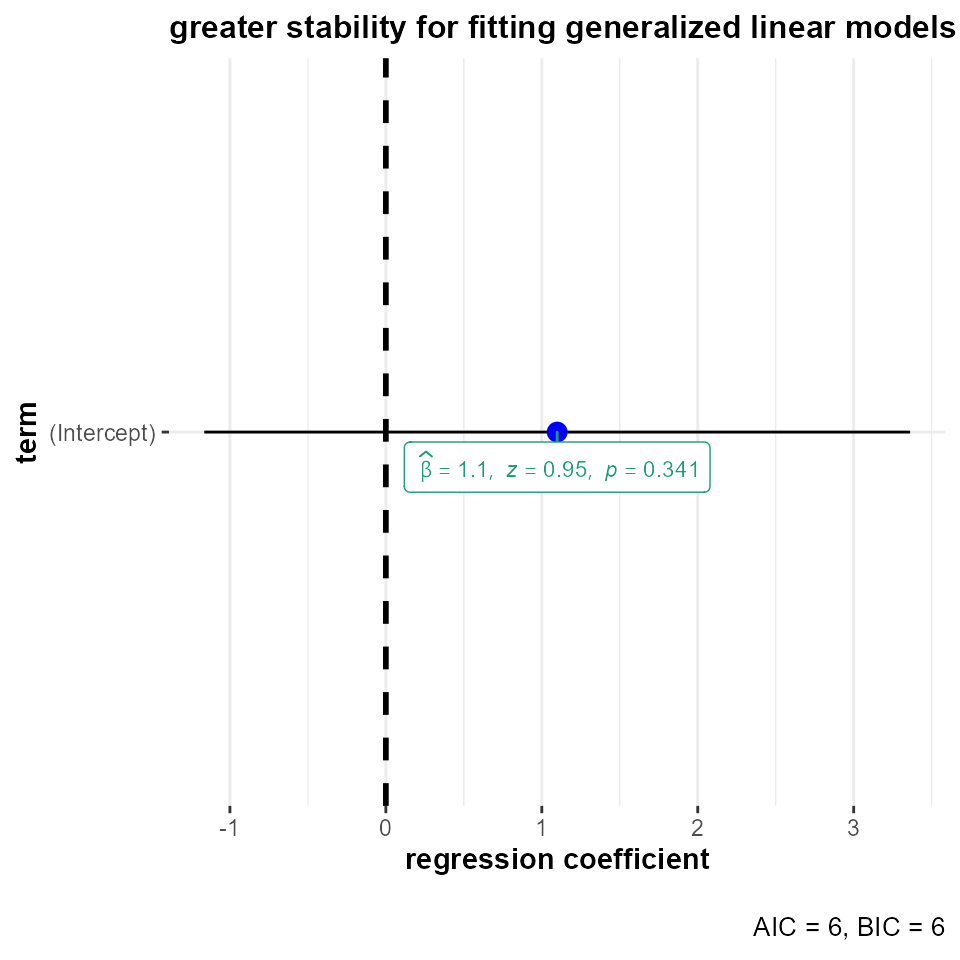 greater stability for fitting generalized linear models
term
(Intercept)
β̂ = 1.1, z = 0.95, p = 0.341
-1 0 1 2 3
regression coefficient
AIC = 6, BIC = 6